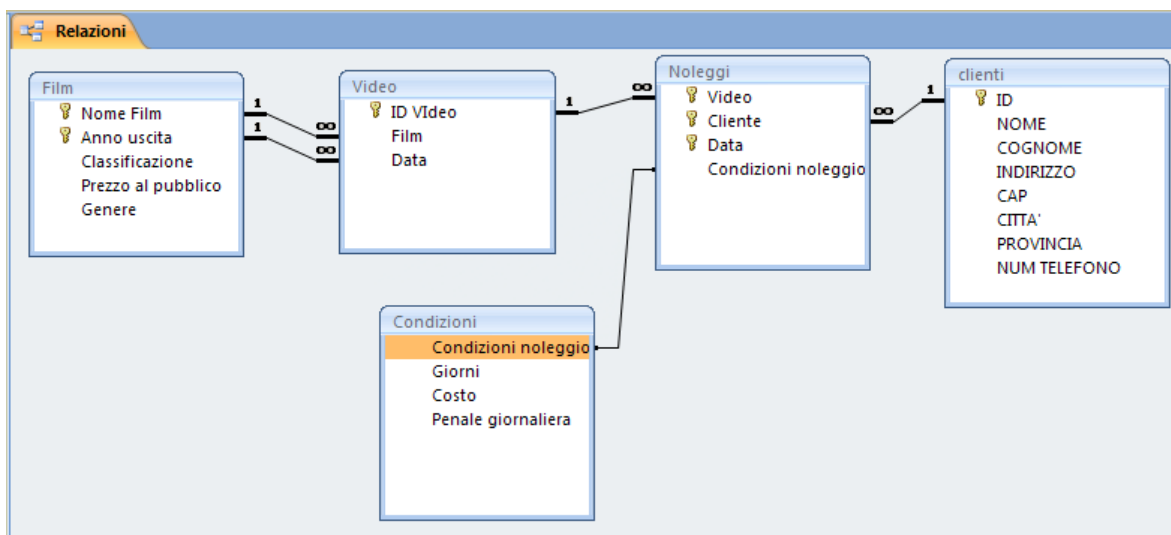 Relazioni
Film
Nome Film
Anno uscita
Classificazione
Prezzo al pubblico
Genere
1
1
∞
∞
Video
ID VIdeo
Film
Data
1
∞
Noleggi
Video
Cliente
Data
Condizioni noleggio
∞
1
clienti
ID
NOME
COGNOME
INDIRIZZO
CAP
CITTA'
PROVINCIA
NUM TELEFONO
Condizioni
Condizioni noleggio
Giorni
Costo
Penale giornaliera